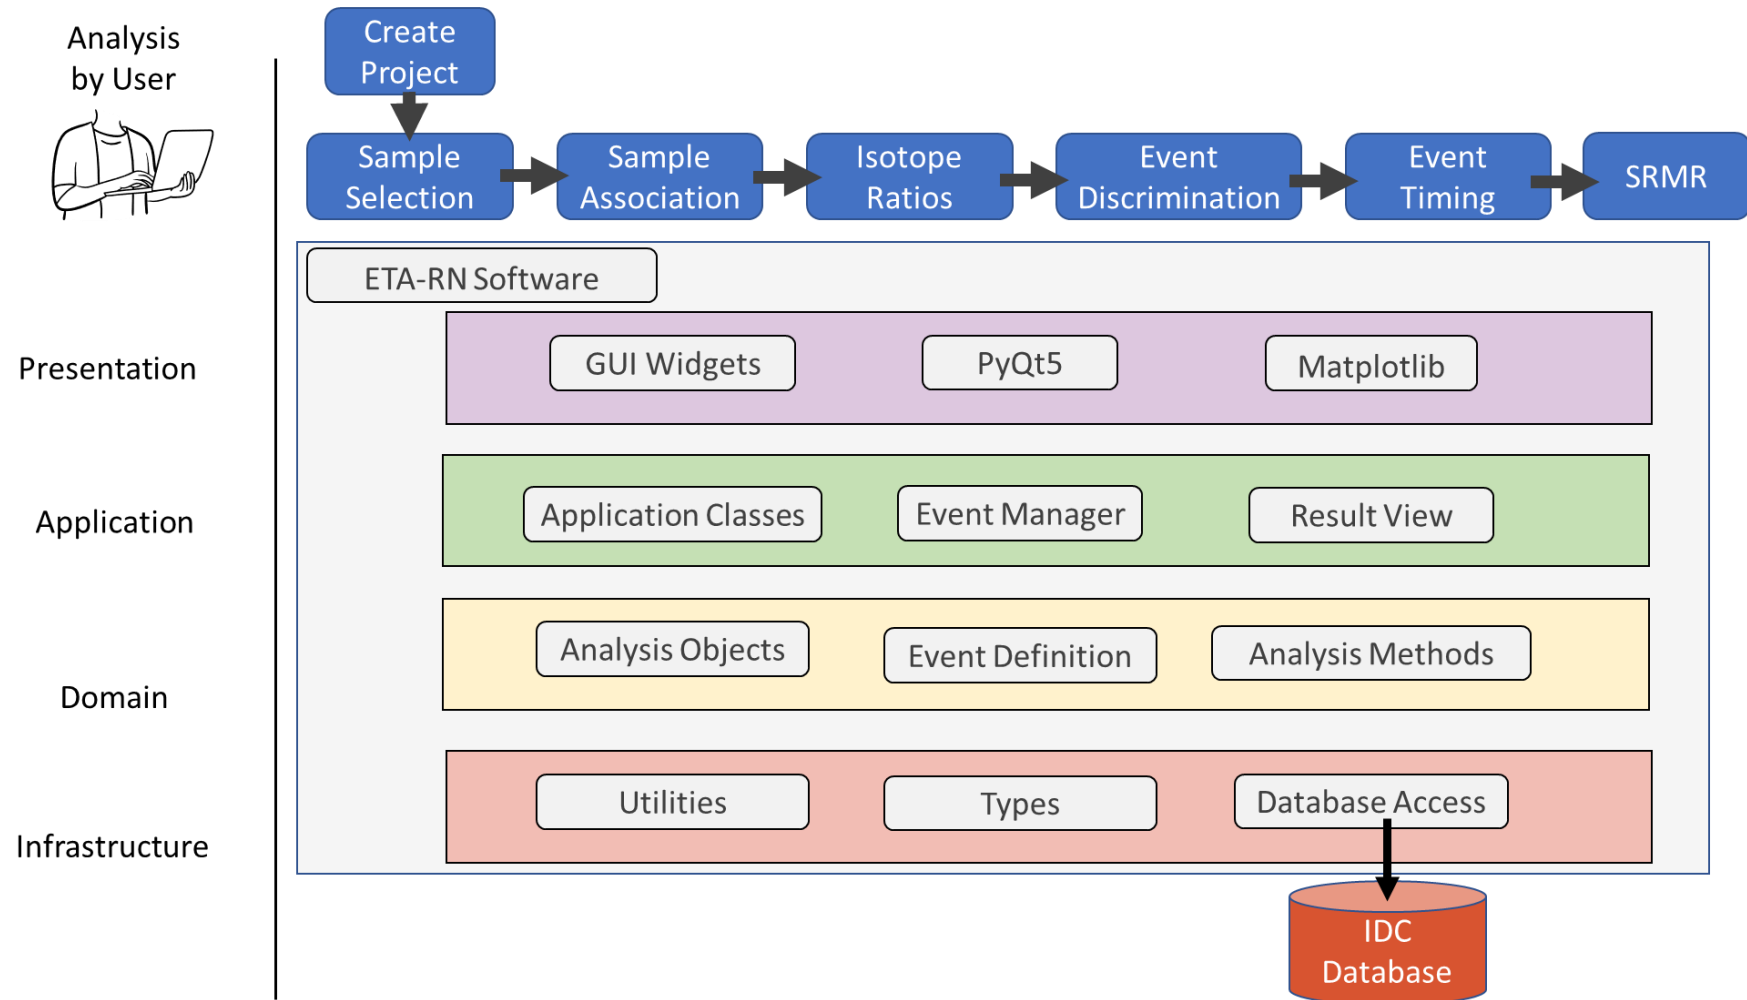 Analysis
by User
Create
Project
Sample
Selection
Sample
Association
Isotope
Ratios
Event
Discrimination
Event
Timing
SRMR
ETA-RN Software
Presentation
GUI Widgets
PyQt5
Matplotlib
Application
Application Classes
Event Manager
Result View
Domain
Analysis Objects
Event Definition
Analysis Methods
Infrastructure
Utilities
Types
Database Access
IDC
Database